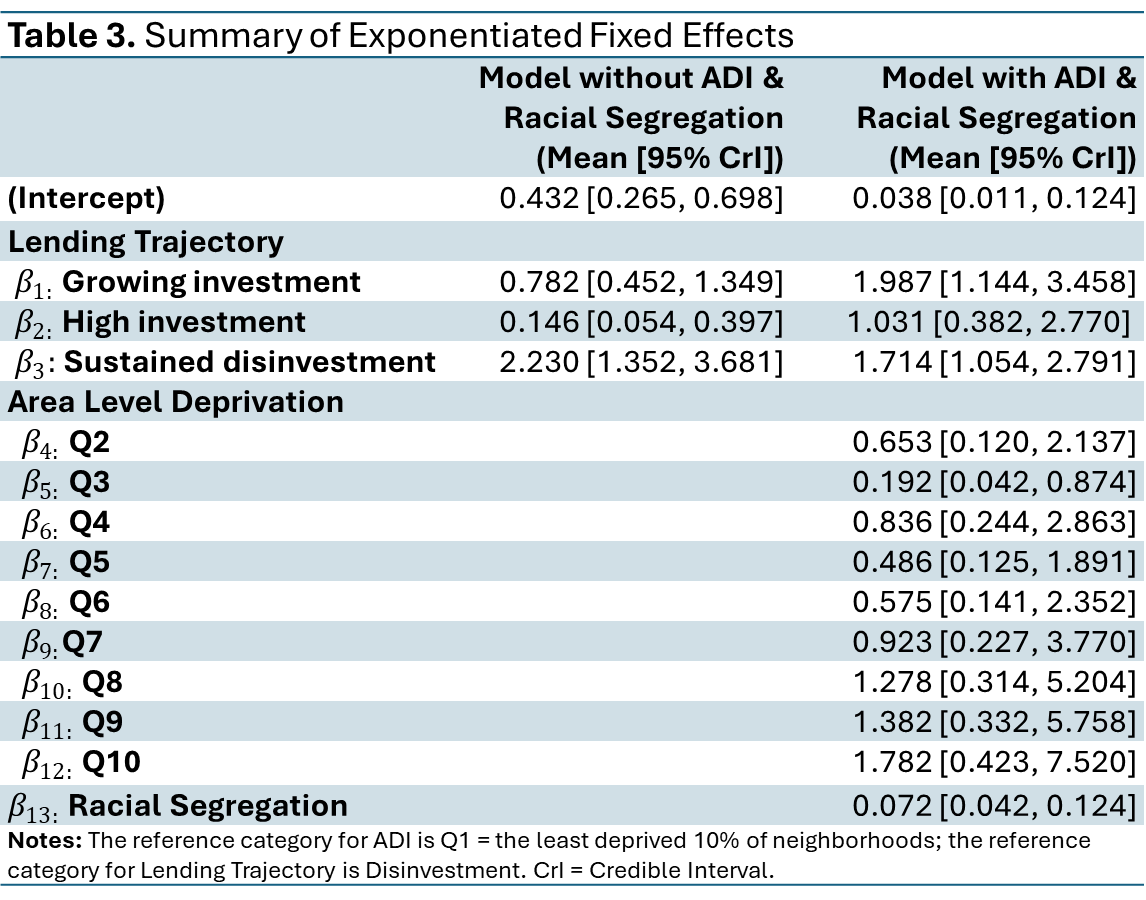 Table 3. Summary of Exponentiated Fixed Effects
Model without ADI & Racial Segregation (Mean [95% CrI]) Model with ADI & Racial Segregation (Mean [95% CrI])
(Intercept) 0.432 [0.265, 0.698] 0.038 [0.011, 0.124]
Lending Trajectory
β1: Growing investment 0.782 [0.452, 1.349] 1.987 [1.144, 3.458]
β2: High investment 0.146 [0.054, 0.397] 1.031 [0.382, 2.770]
β3: Sustained disinvestment 2.230 [1.352, 3.681] 1.714 [1.054, 2.791]
Area Level Deprivation
β4: Q2 0.653 [0.120, 2.137]
β5: Q3 0.192 [0.042, 0.874]
β6: Q4 0.836 [0.244, 2.863]
β7: Q5 0.486 [0.125, 1.891]
β8: Q6 0.575 [0.141, 2.352]
β9: Q7 0.923 [0.227, 3.770]
β10: Q8 1.278 [0.314, 5.204]
β11: Q9 1.382 [0.332, 5.758]
β12: Q10 1.782 [0.423, 7.520]
β13: Racial Segregation 0.072 [0.042, 0.124]
Notes: The reference category for ADI is Q1 = the least deprived 10% of neighborhoods; the reference
category for Lending Trajectory is Disinvestment. CrI = Credible Interval.